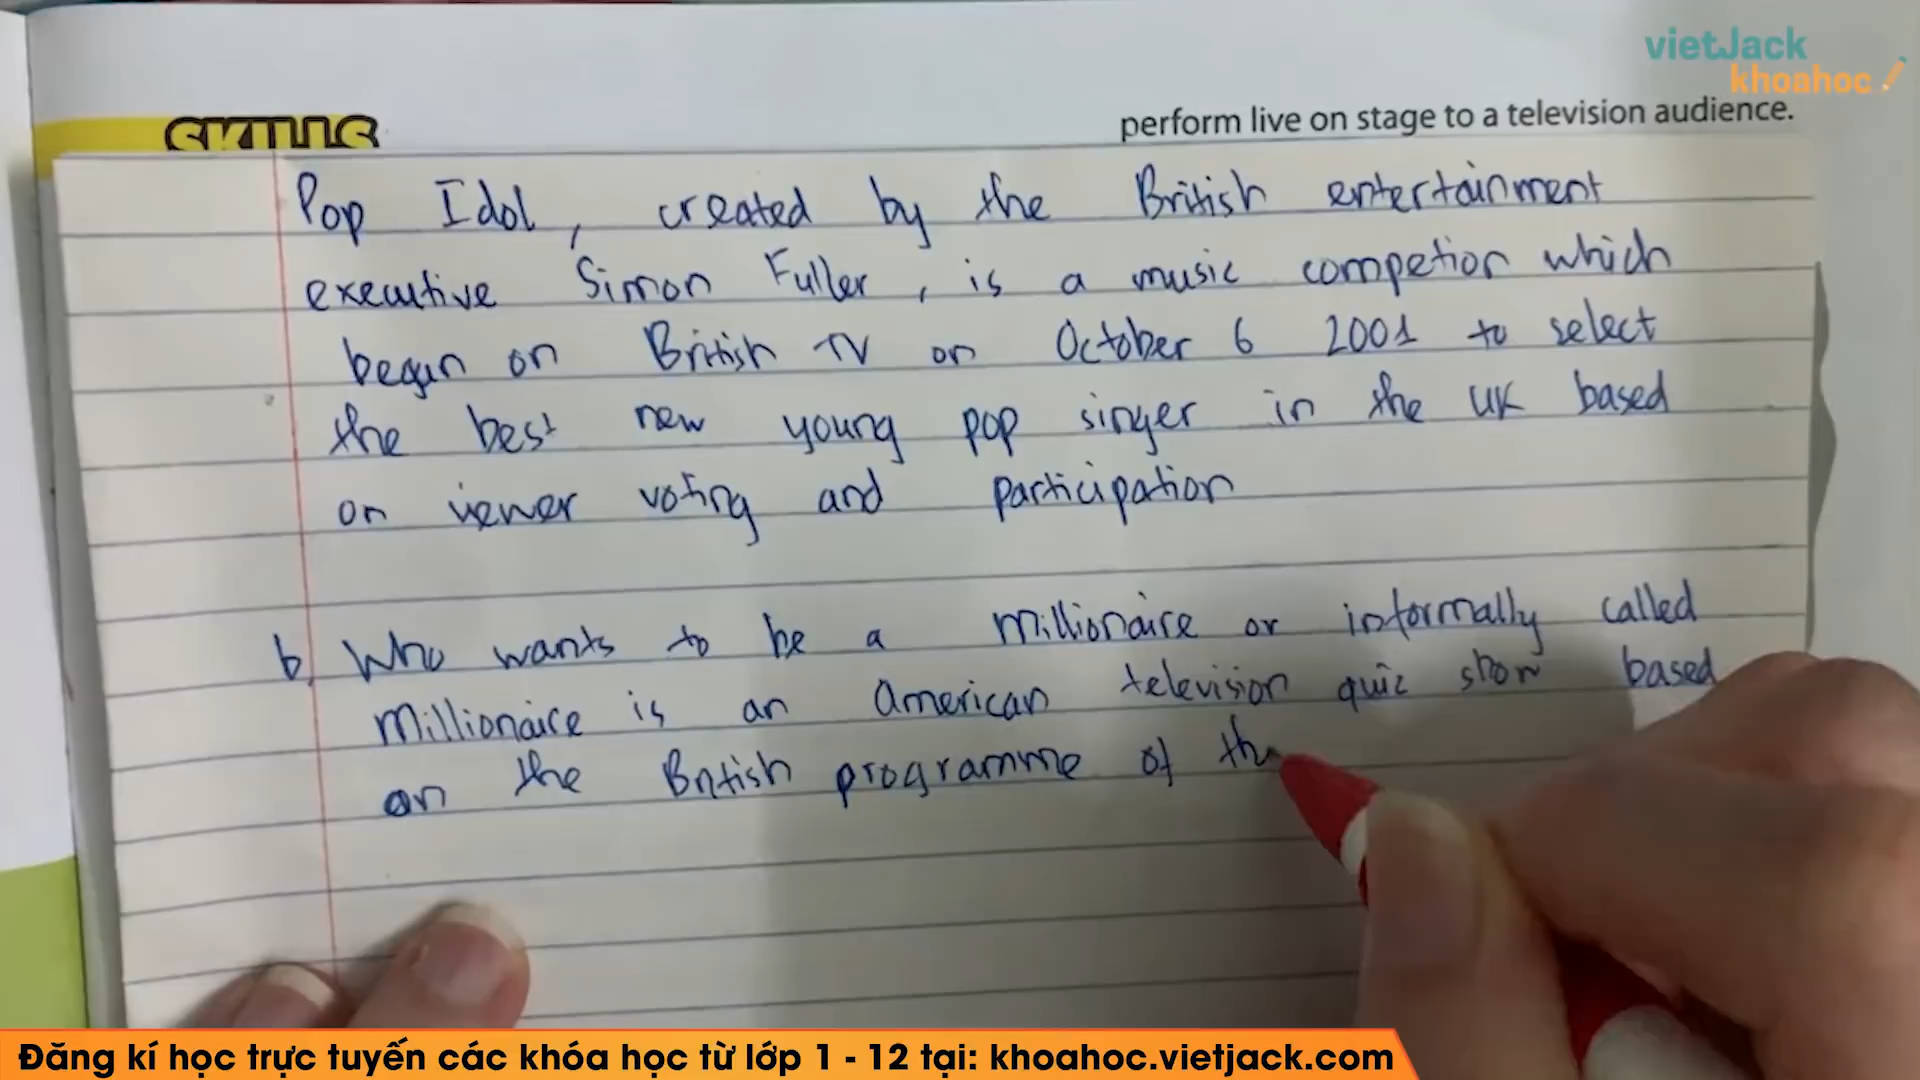 vietJack
khoahoc
SKILLS
perform live on stage to a television audience.
Pop Idol, created by the British entertainment
executive Simon Fuller, is a music competion which
began on British TV on October 6 2001 to select
the best new young pop singer in the UK based
on viewer voting and participation
b, Who wants to be a Millionaire or informally called
Millionaire is an American television quiz show based
on the British programme of th
Đăng kí học trực tuyến các khóa học từ lớp 1 - 12 tại: khoahoc.vietjack.com